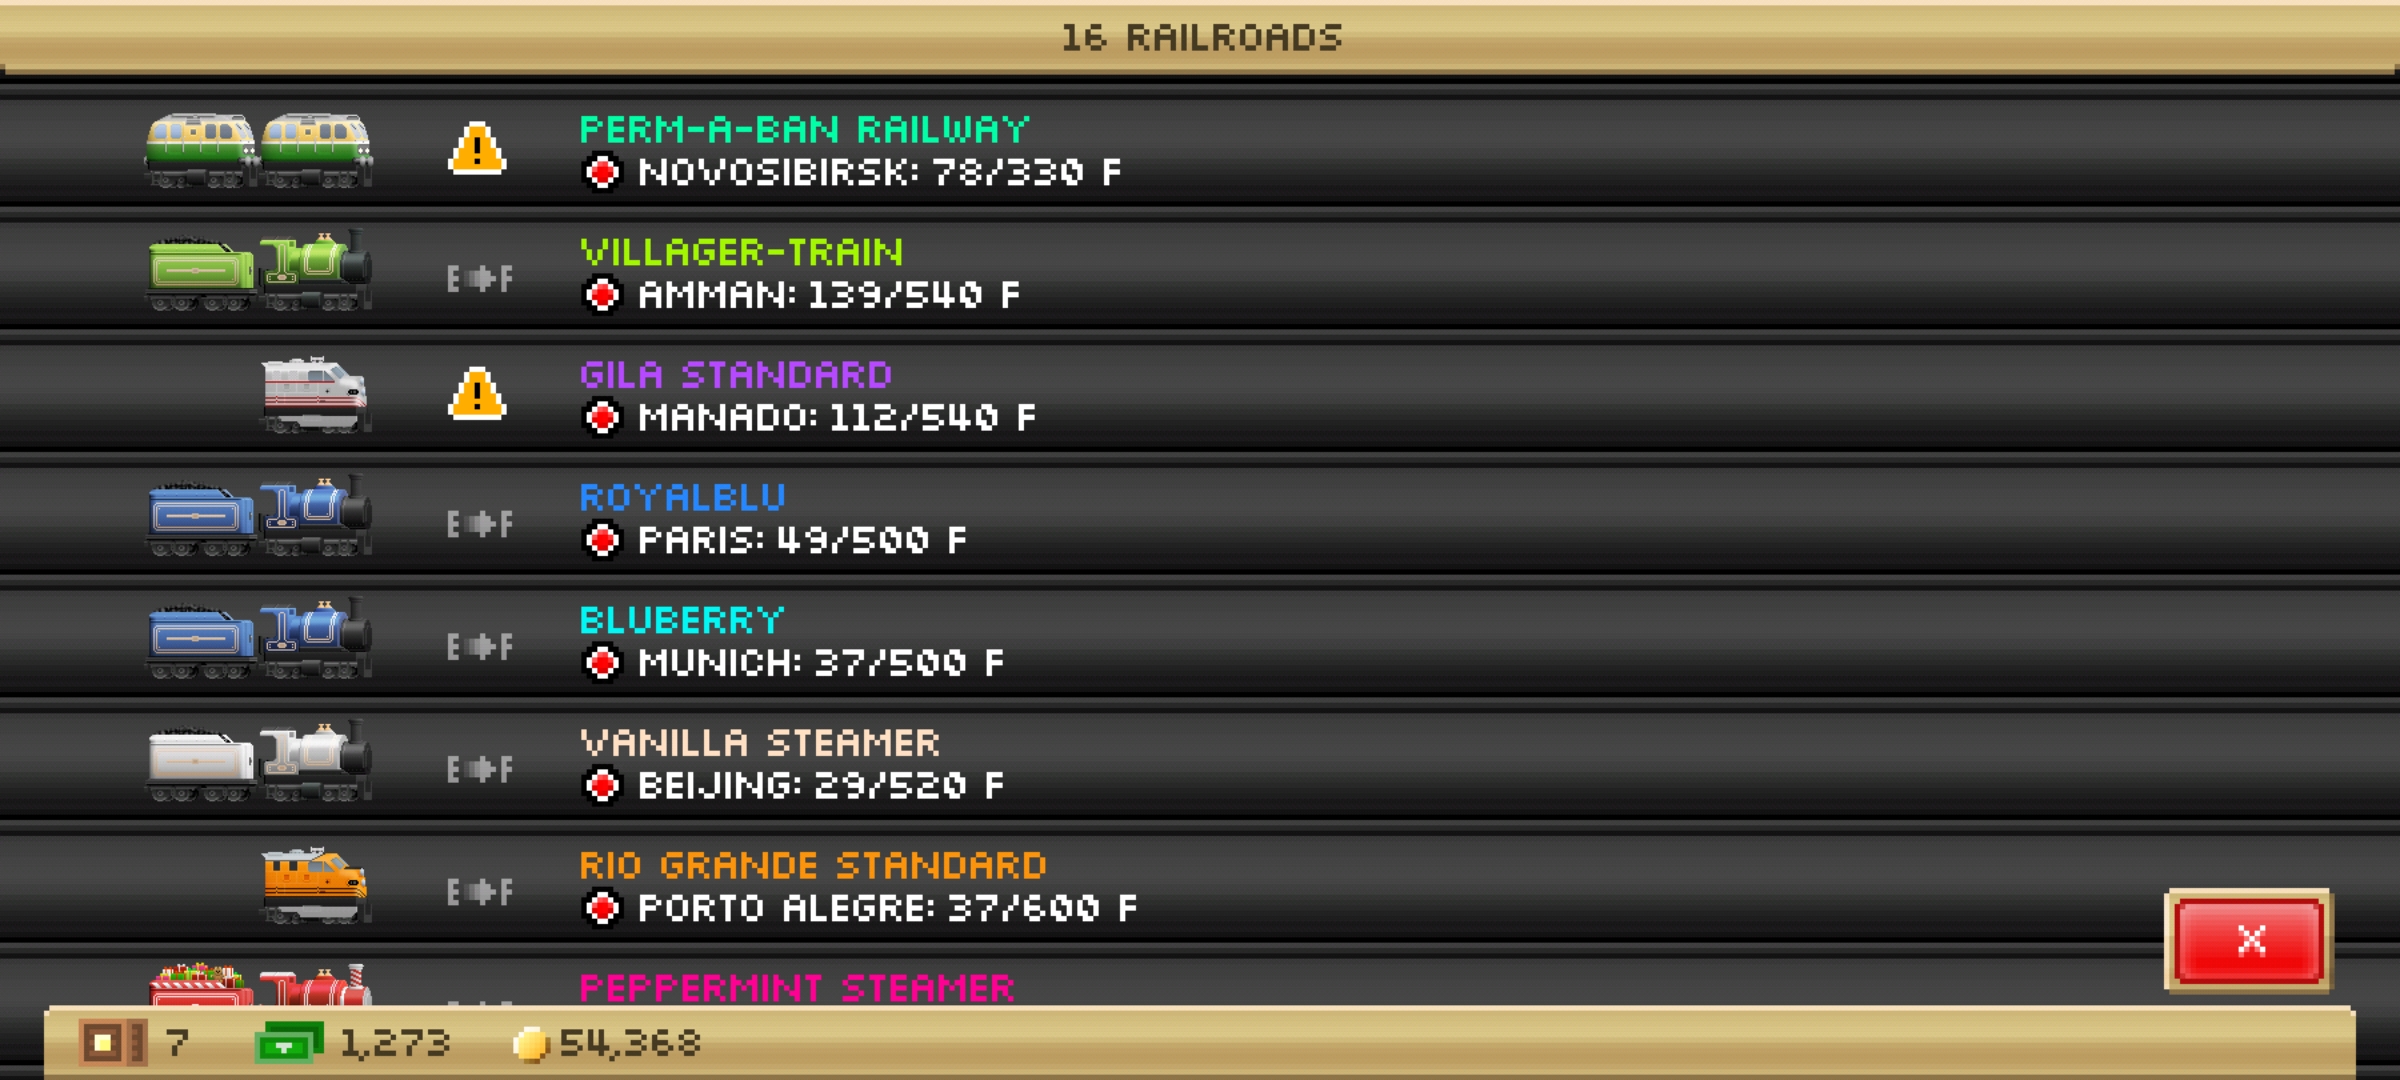 16 RAILROADS
PERM-A-BAN RAILWAY
NOVOSIBIRSK: 78/330 F
VILLAGER-TRAIN
E F
AMMAN: 139/540 F
GILA STANDARD
MANADO: 112/540 F
ROYALBLU
E F
PARIS: 49/500 F
BLUBERRY
E F
MUNICH: 37/500 F
VANILLA STEAMER
E F
BEIJING: 29/520 F
RIO GRANDE STANDARD
E F
PORTO ALEGRE: 37/600 F
X
PEPPERMINT STEAMER
7 1,273 54,368